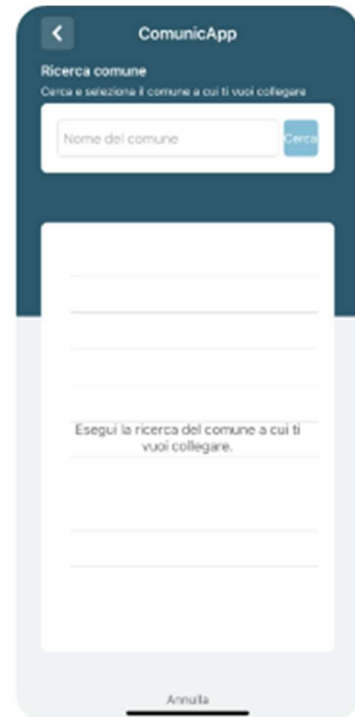 ComunicApp
Ricerca comune
Cerca e seleziona il comune a cui ti vuoi collegare
Nome del comune
Cerca
Esegui la ricerca del comune a cui ti
vuoi collegare.
Annulla